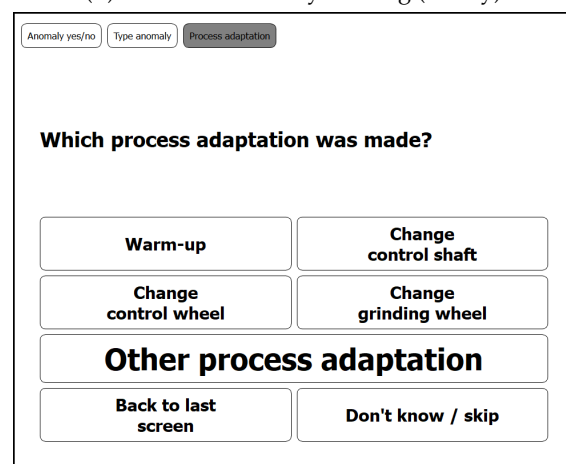 Anomaly yes/no Type anomaly Process adaptation
Which process adaptation was made?
Warm-up
Change
control shaft
Change
control wheel
Change
grinding wheel
Other process adaptation
Back to last
screen
Don't know / skip